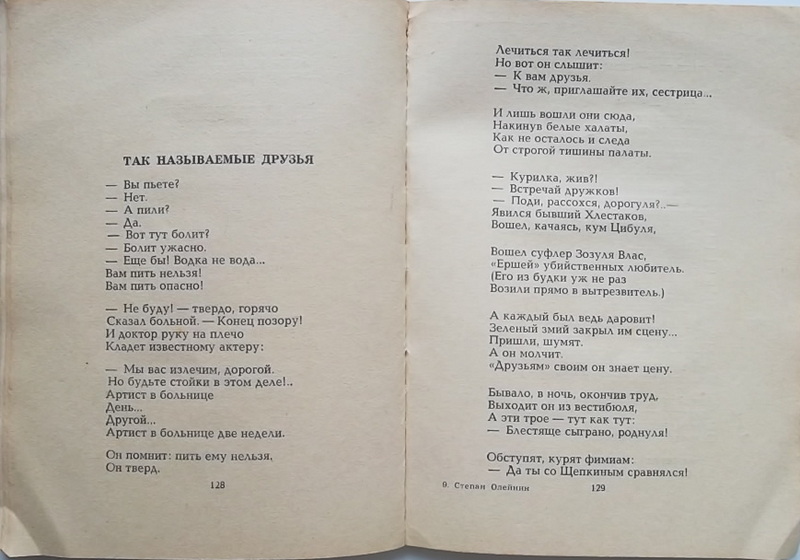 ТАК НАЗЫВАЕМЫЕ ДРУЗЬЯ
— Вы пьете?
— Нет.
— А пили?
— Да.
— Вот тут болит?
— Болит ужасно.
— Еще бы! Водка не вода...
Вам пить нельзя!
Вам пить опасно!
— Не буду! — твердо, горячо
Сказал больной. — Конец позору!
И доктор руку на плечо
Кладет известному актеру:
— Мы вас излечим, дорогой.
Но будьте стойки в этом деле!..
Артист в больнице
День...
Другой...
Артист в больнице две недели.
Он помнит: пить ему нельзя,
Он тверд.
128
Лечиться так лечиться!
Но вот он слышит:
— К вам друзья.
— Что ж, приглашайте их, сестрица...
И лишь вошли они сюда,
Накинув белые халаты,
Как не осталось и следа
От строгой тишины палаты.
— Курилка, жив?!
— Встречай дружков!
— Поди, рассохся, дорогуля?..—
Явился бывший Хлестаков,
Вошел, качаясь, кум Цибуля,
Вошел суфлер Зозуля Влас,
«Ершей» убийственных любитель.
(Его из будки уж не раз
Возили прямо в вытрезвитель.)
А каждый был ведь даровит!
Зеленый змий закрыл им сцену...
Пришли, шумят.
А он молчит.
«Друзьям» своим он знает цену.
Бывало, в ночь, окончив труд,
Выходит он из вестибюля,
А эти трое — тут как тут:
— Блестяще сыграно, роднуля!
Обступят, курят фимиам:
— Да ты со Щепкиным сравнялся!
9. Степан Олейник
129